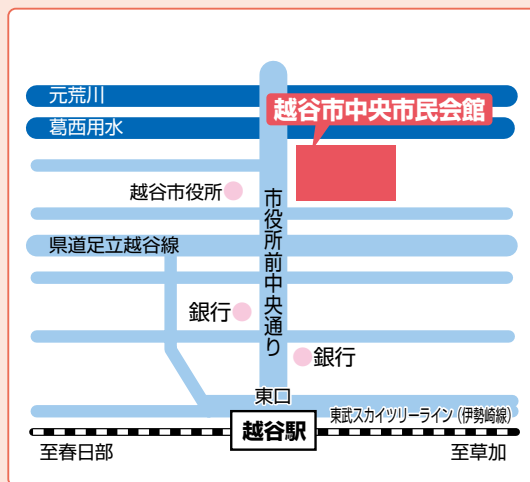 元荒川
越谷市中央市民会館
葛西用水
越谷市役所
市役所前中央通り
県道足立越谷線
銀行
銀行
東口
東武スカイツリーライン(伊勢崎線)
越谷駅
至春日部
至草加